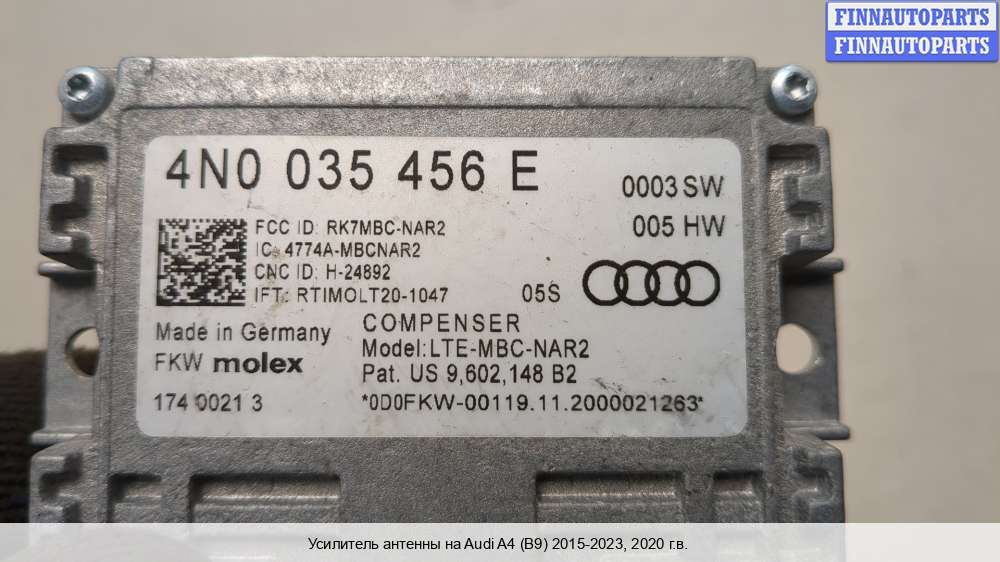 FINNAUTOPARTS
FINNAUTOPARTS
4N0 035 456 E
0003 SW
005 HW
FCC ID: RK7MBC-NAR2
IC: 4774A-MBCNAR2
CNC ID: H-24892
IFT: RTIMOLT20-1047
05S
Made in Germany
COMPENSER
FKW molex
Model:LTE-MBC-NAR2
Pat. US 9,602,148 B2
174 0021 3
*0D0FKW-00119.11.2000021263*
Усилитель антенны на Audi A4 (B9) 2015-2023, 2020 г.в.